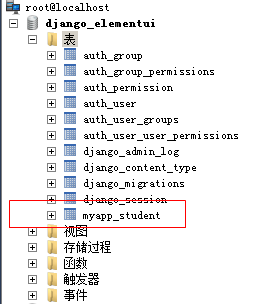 root@localhost
django_elementui
表
auth_group
auth_group_permissions
auth_permission
auth_user
auth_user_groups
auth_user_user_permissions
django_admin_log
django_content_type
django_migrations
django_session
myapp_student
视图
存储过程
函数
触发器
事件